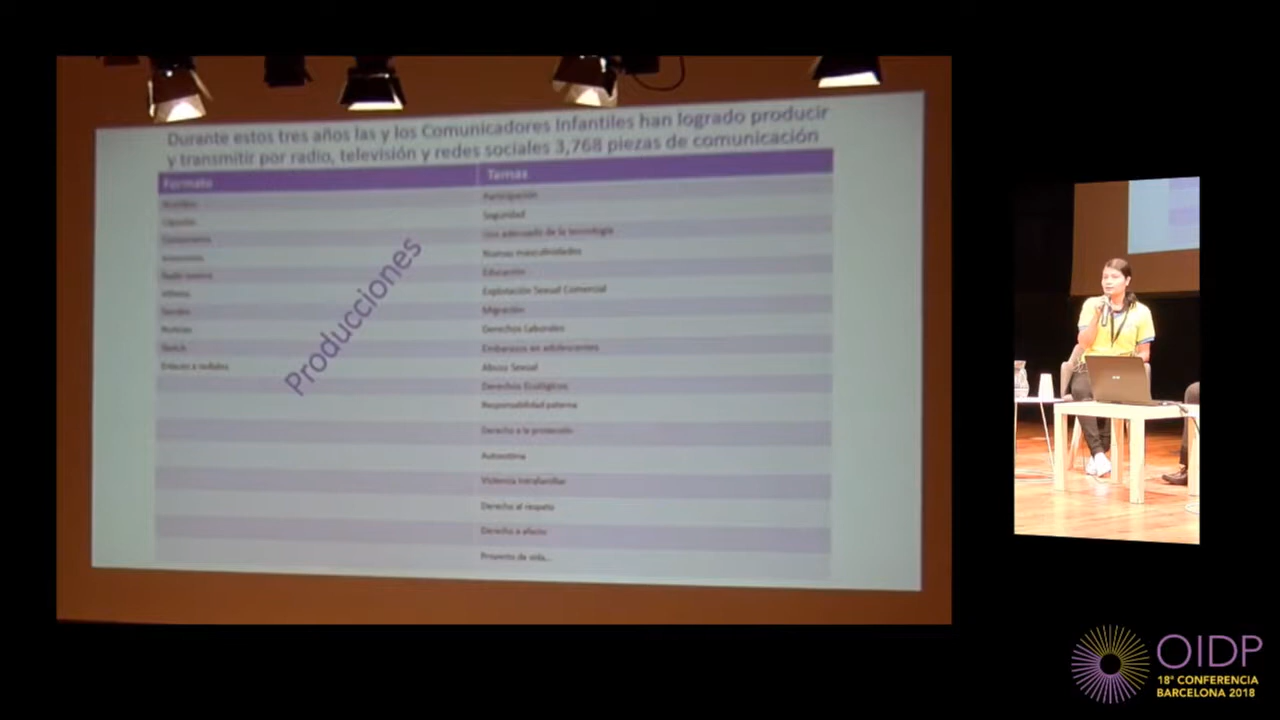 Durante estos tres años las y los Comunicadores Infantiles han logrado producir
y transmitir por radio, televisión y redes sociales 3,768 piezas de comunicación
Formato
Temas
Participación
Seguridad
Uso adecuado de la tecnología
Nuevas masculinidades
Educación
Explotación Sexual Comercial
Migración
Derechos Laborales
Embarazos en adolescentes
Abuso Sexual
Derechos Ecológicos
Responsabilidad paterna
Derecho a la protección
Autoestima
Violencia Intrafamiliar
Derecho al respeto
Derecho a afecto
Proyecto de vida...
Noticias
Sketch
Producciones
OIDP
18ª CONFERENCIA
BARCELONA 2018